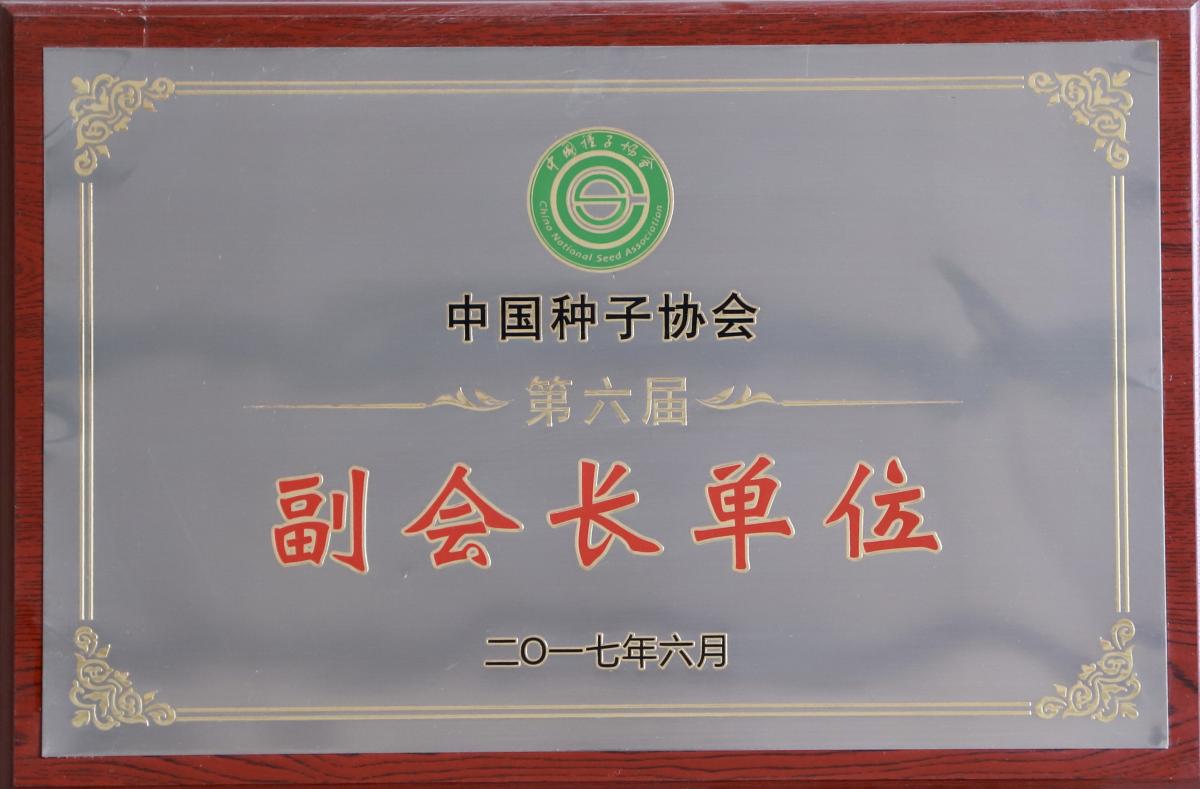 中国种子协会
China National Seed Association
中国种子协会
第六届
副会长单位
二〇一七年六月